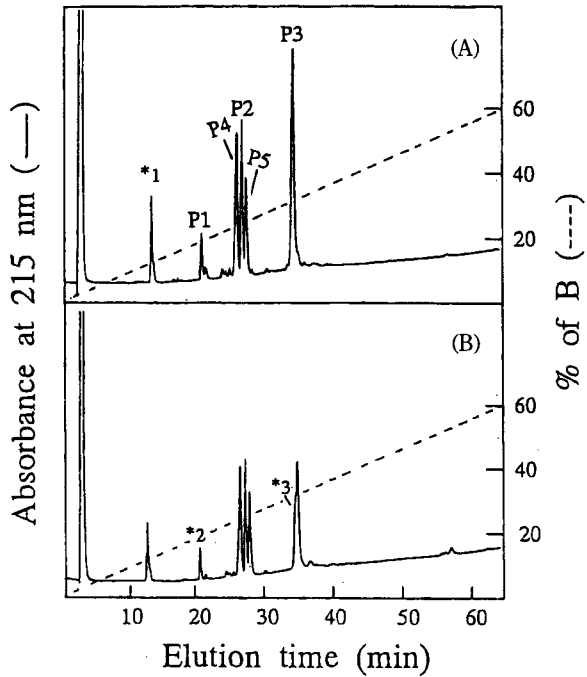 Absorbance at 215 nm (—)
(A)
P3
P2
P4
P5
*1
P1
60
40
20
(B)
*3
*2
60
40
20
% of B (----)
10 20 30 40 50 60
Elution time (min)